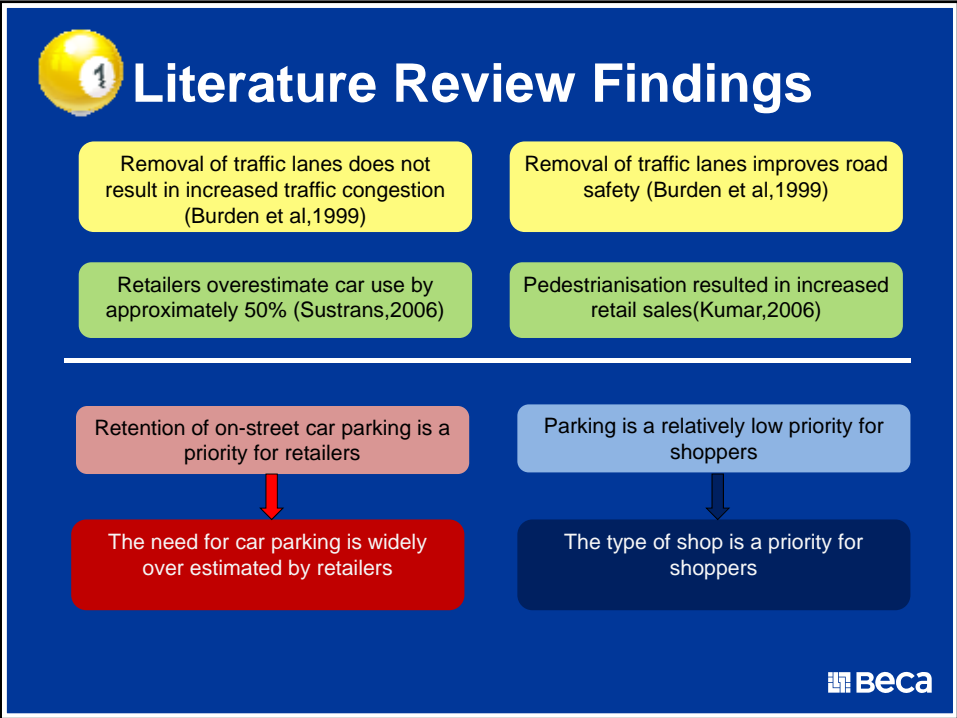 1
Literature Review Findings
Removal of traffic lanes does not
result in increased traffic congestion
(Burden et al,1999)
Removal of traffic lanes improves road
safety (Burden et al,1999)
Retailers overestimate car use by
approximately 50% (Sustrans,2006)
Pedestrianisation resulted in increased
retail sales(Kumar,2006)
Retention of on-street car parking is a
priority for retailers
Parking is a relatively low priority for
shoppers
The need for car parking is widely
over estimated by retailers
The type of shop is a priority for
shoppers
Beca